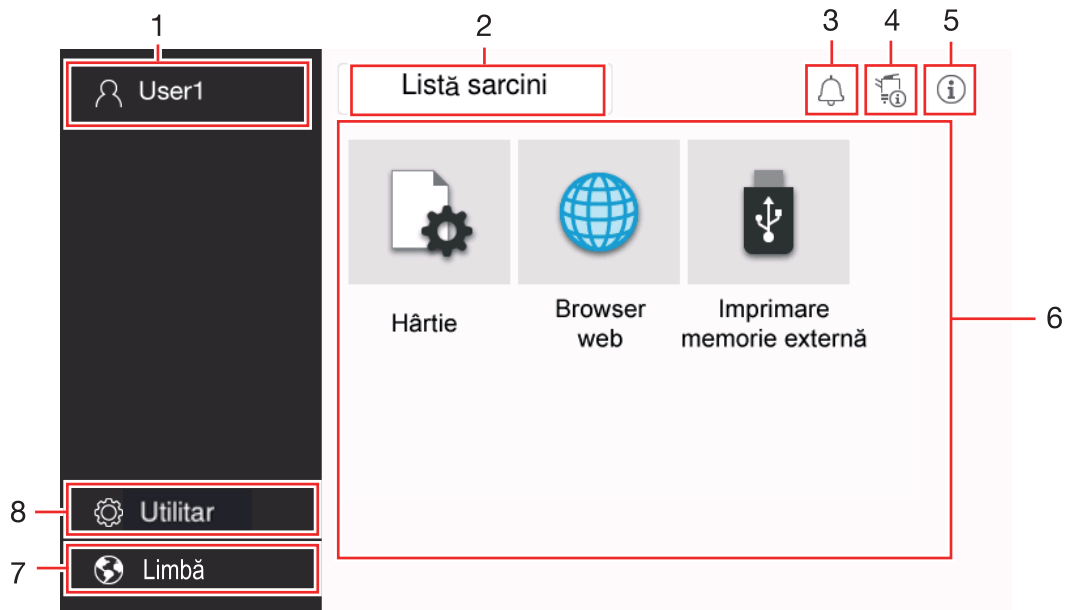 1
2
3
4
5
User1
Listă sarcini
Hârtie
Browser
web
Imprimare
memorie externă
6
8
Utilitar
7
Limbă